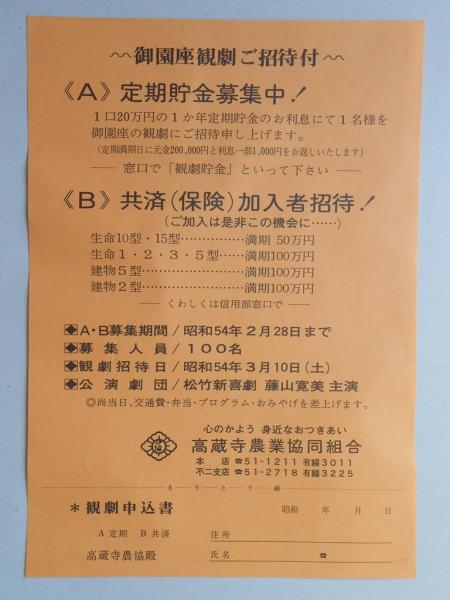 〜御園座観劇ご招待付〜
《A》定期貯金募集中！
1口20万円の1か年定期貯金のお利息にて1名様を
御園座の観劇にご招待申し上げます。
(定期満期日に元金200,000円と利息一部1,000円をお返しいたします)
――窓口で「観劇貯金」といって下さい――
《B》共済(保険)加入者招待！
(ご加入は是非この機会に……)
生命10型・15型……………満期 50万円
生命1・2・3・5型……満期100万円
建物5型……………………満期100万円
建物2型……………………満期100万円
――くわしくは信用部窓口で――
◆A・B募集期間/昭和54年2月28日まで
◆募集人員/100名
◆観劇招待日/昭和54年3月10日(土)
◆公演劇団/松竹新喜劇 藤山寛美主演
◎尚当日、交通費・弁当・プログラム・おみやげを差上げます。
心のかよう 身近なおつきあい
高蔵寺農業協同組合
本店 ☎51-1211 有線3011
不二支店 ☎51-2718 有線3225
きりとり線
＊観劇申込書 昭和 年 月 日
A定期 B共済 住所
高蔵寺農協殿 氏名 ☎